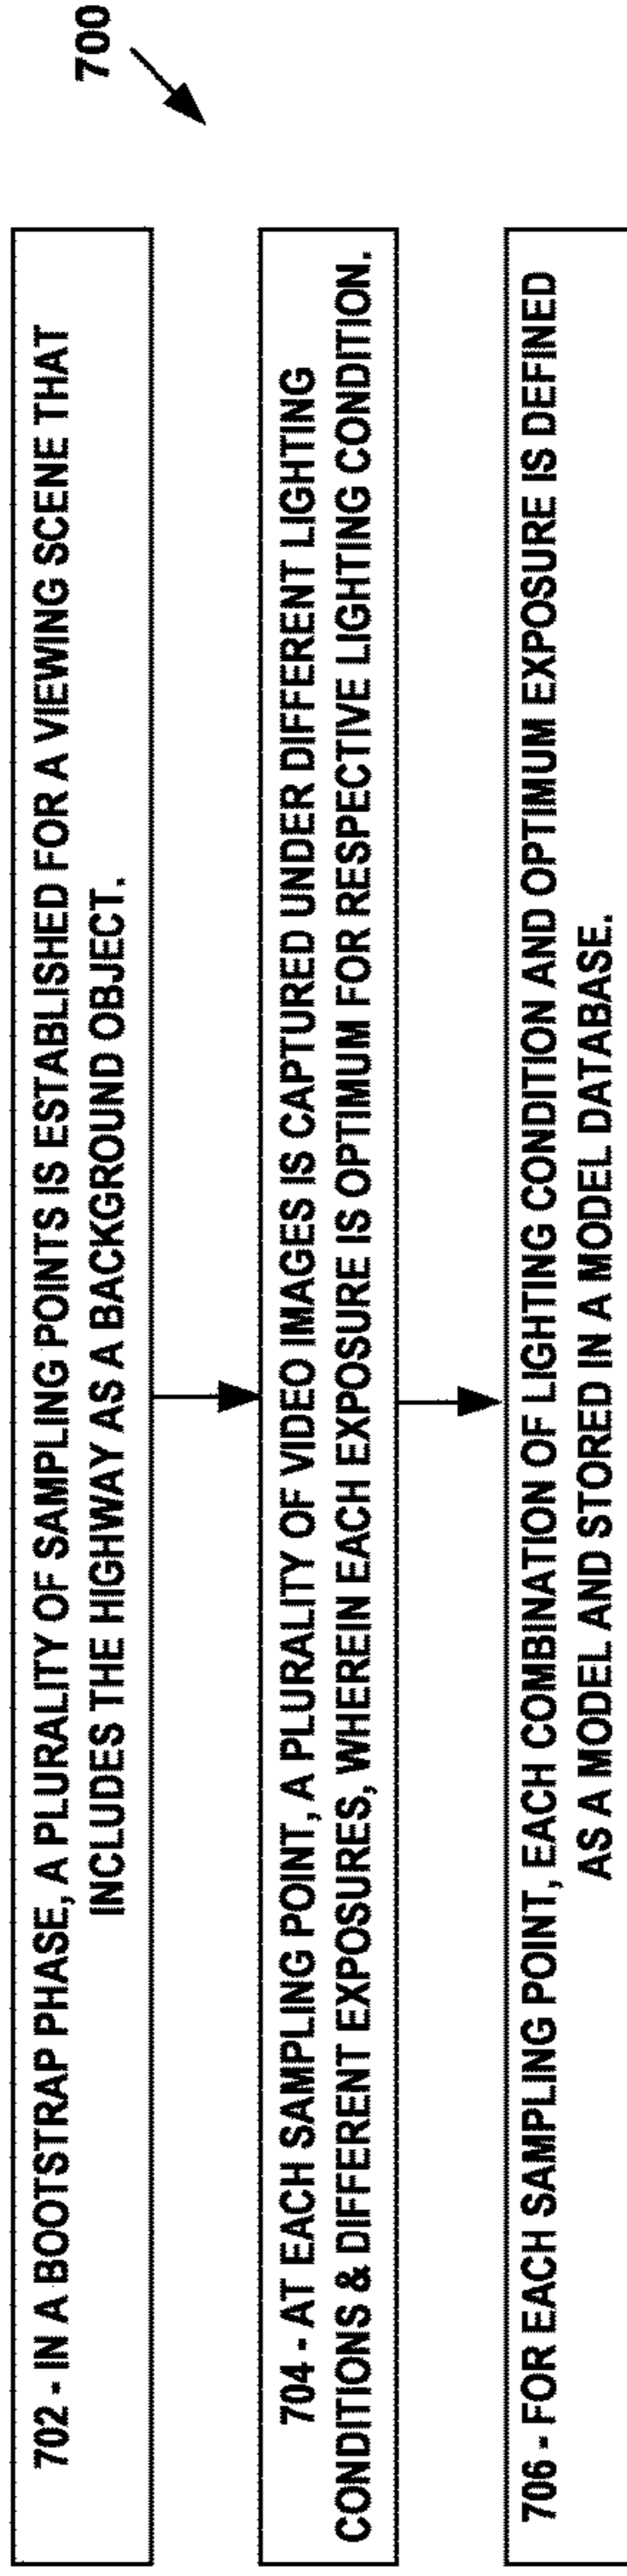 700
702 - IN A BOOTSTRAP PHASE, A PLURALITY OF SAMPLING POINTS IS ESTABLISHED FOR A VIEWING SCENE THAT
INCLUDES THE HIGHWAY AS A BACKGROUND OBJECT.
704 - AT EACH SAMPLING POINT, A PLURALITY OF VIDEO IMAGES IS CAPTURED UNDER DIFFERENT LIGHTING
CONDITIONS & DIFFERENT EXPOSURES, WHEREIN EACH EXPOSURE IS OPTIMUM FOR RESPECTIVE LIGHTING CONDITION.
706 - FOR EACH SAMPLING POINT, EACH COMBINATION OF LIGHTING CONDITION AND OPTIMUM EXPOSURE IS DEFINED
AS A MODEL AND STORED IN A MODEL DATABASE.